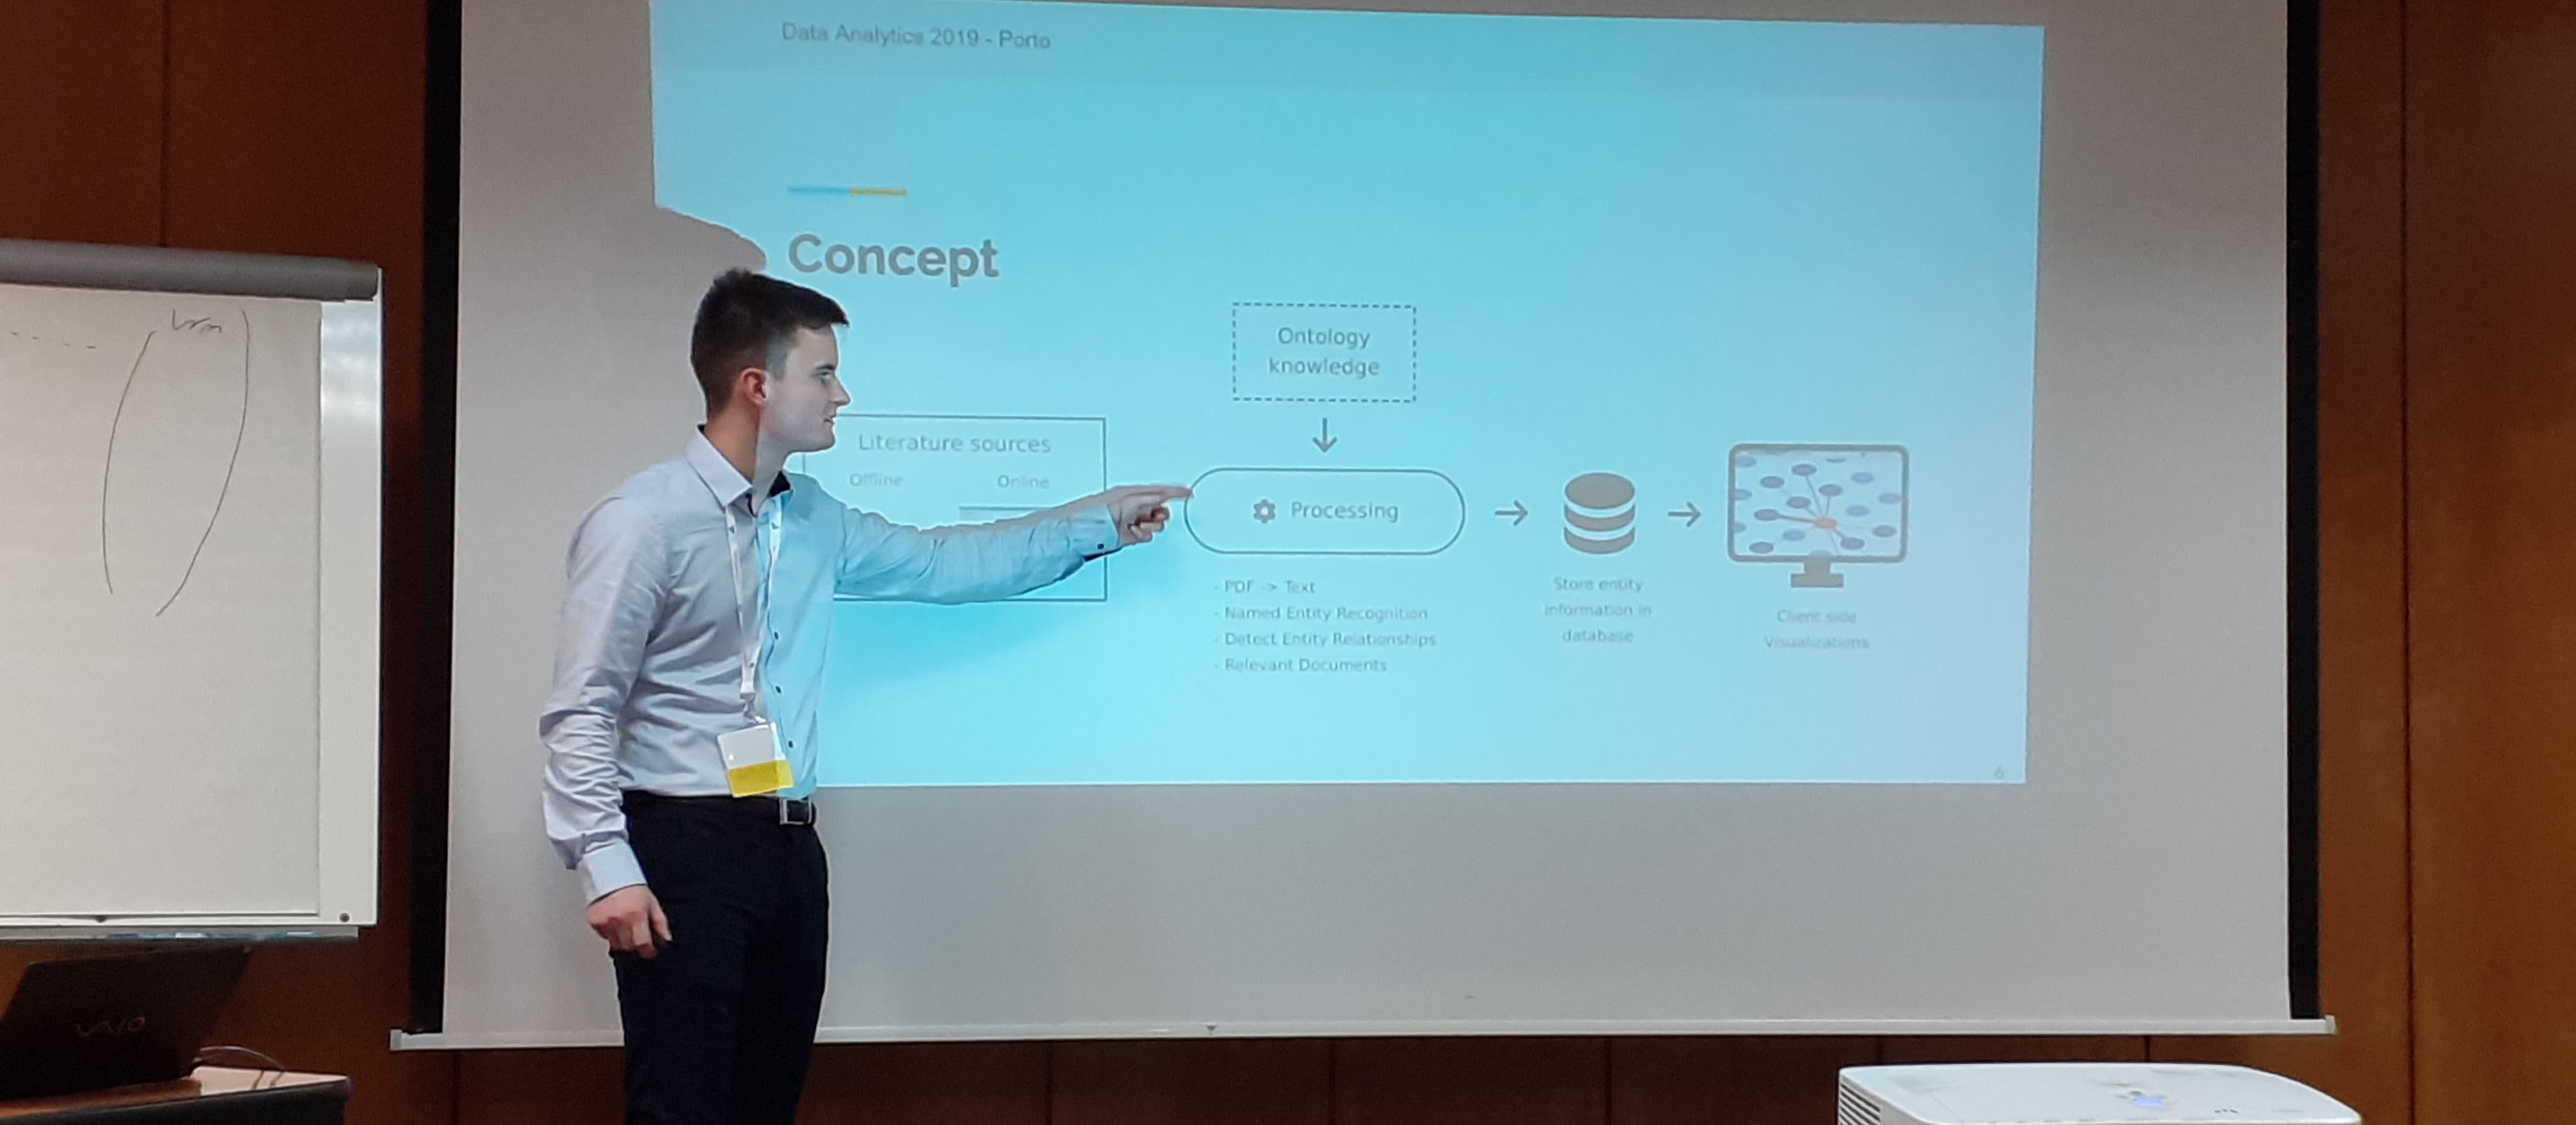 Data Analytics 2019 - Porto
Concept
Ontology
knowledge
Literature sources
Offline
Online
Processing
- PDF -> Text
- Named Entity Recognition
- Detect Entity Relationships
- Relevant Documents
Store entity
information in
database
Client side
Visualizations
6
VAIO